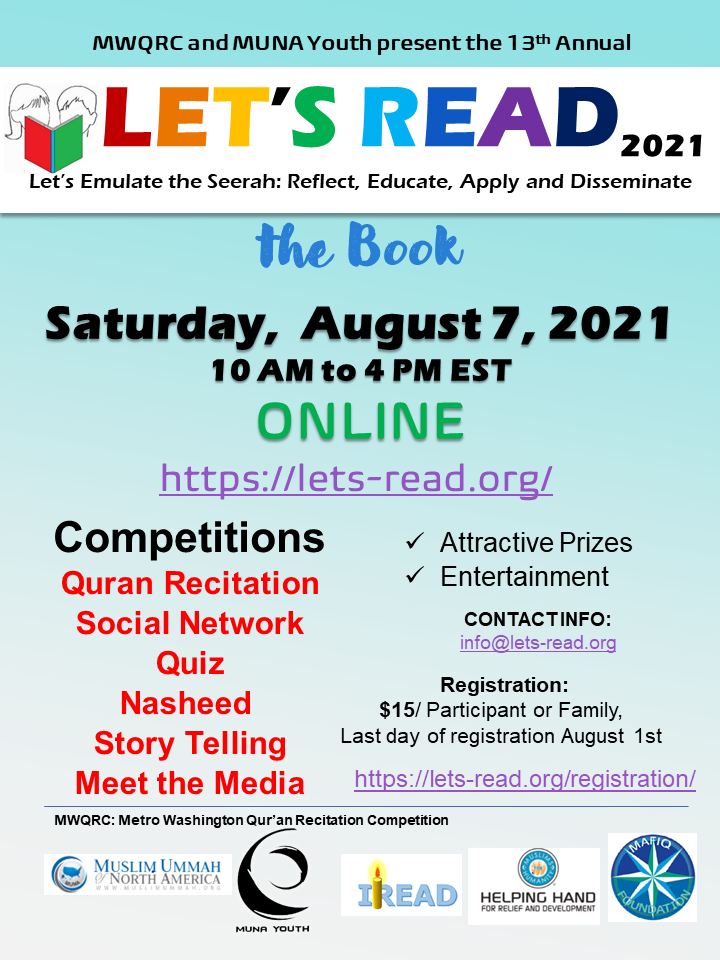 MWQRC and MUNA Youth present the 13th Annual
LET'S READ 2021
Let's Emulate the Seerah: Reflect, Educate, Apply and Disseminate
the Book
Saturday, August 7, 2021
10 AM to 4 PM EST
ONLINE
https://lets-read.org/
Competitions
Quran Recitation
Social Network
Quiz
Nasheed
Story Telling
Meet the Media
✓ Attractive Prizes
✓ Entertainment
CONTACT INFO:
info@lets-read.org
Registration:
$15/ Participant or Family,
Last day of registration August 1st
https://lets-read.org/registration/
MWQRC: Metro Washington Qur'an Recitation Competition
MUSLIM UMMAH
of NORTH AMERICA
WWW.MUSLIMUMMAH.ORG
MUNA YOUTH
IREAD
HELPING HAND
FOR RELIEF AND DEVELOPMENT
MAFIQ
FOUNDATION